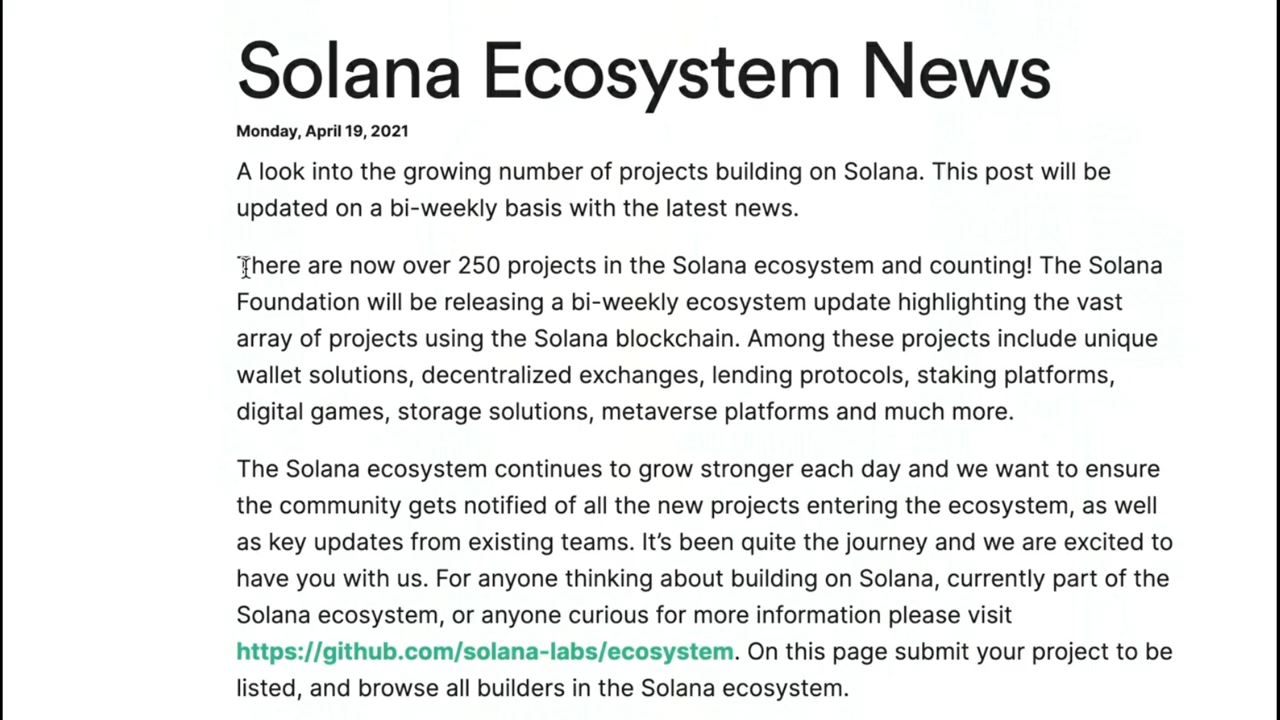 Solana Ecosystem News
Monday, April 19, 2021
A look into the growing number of projects building on Solana. This post will be
updated on a bi-weekly basis with the latest news.
There are now over 250 projects in the Solana ecosystem and counting! The Solana
Foundation will be releasing a bi-weekly ecosystem update highlighting the vast
array of projects using the Solana blockchain. Among these projects include unique
wallet solutions, decentralized exchanges, lending protocols, staking platforms,
digital games, storage solutions, metaverse platforms and much more.
The Solana ecosystem continues to grow stronger each day and we want to ensure
the community gets notified of all the new projects entering the ecosystem, as well
as key updates from existing teams. It’s been quite the journey and we are excited to
have you with us. For anyone thinking about building on Solana, currently part of the
Solana ecosystem, or anyone curious for more information please visit
https://github.com/solana-labs/ecosystem. On this page submit your project to be
listed, and browse all builders in the Solana ecosystem.